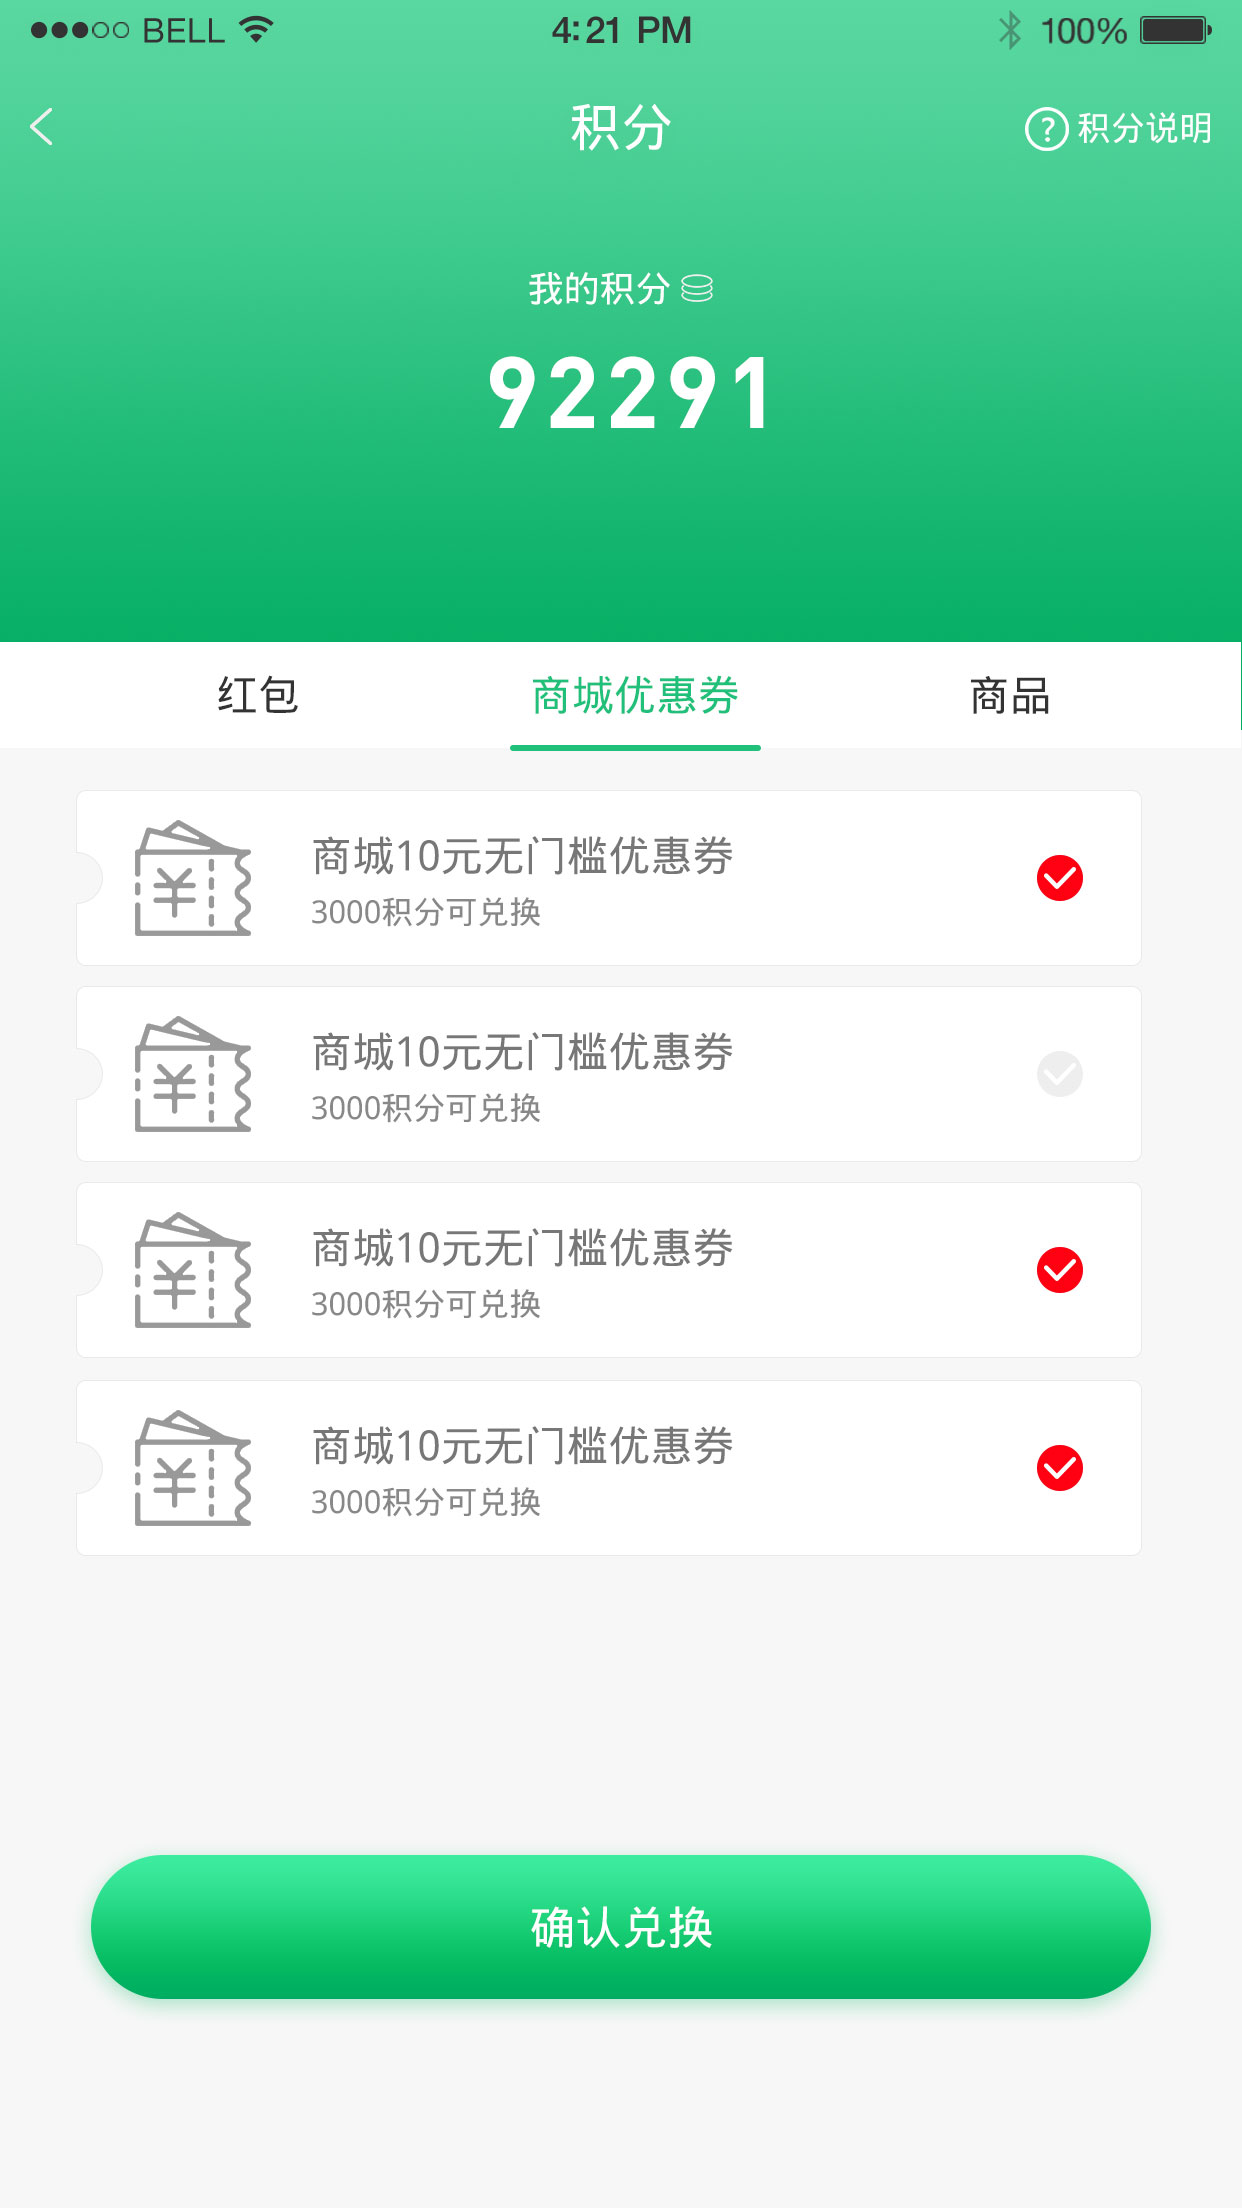 BELL 4:21 PM 100%
积分 ? 积分说明
我的积分
92291
红包 商城优惠券 商品
商城10元无门槛优惠券
¥
3000积分可兑换
商城10元无门槛优惠券
¥
3000积分可兑换
商城10元无门槛优惠券
¥
3000积分可兑换
商城10元无门槛优惠券
¥
3000积分可兑换
确认兑换